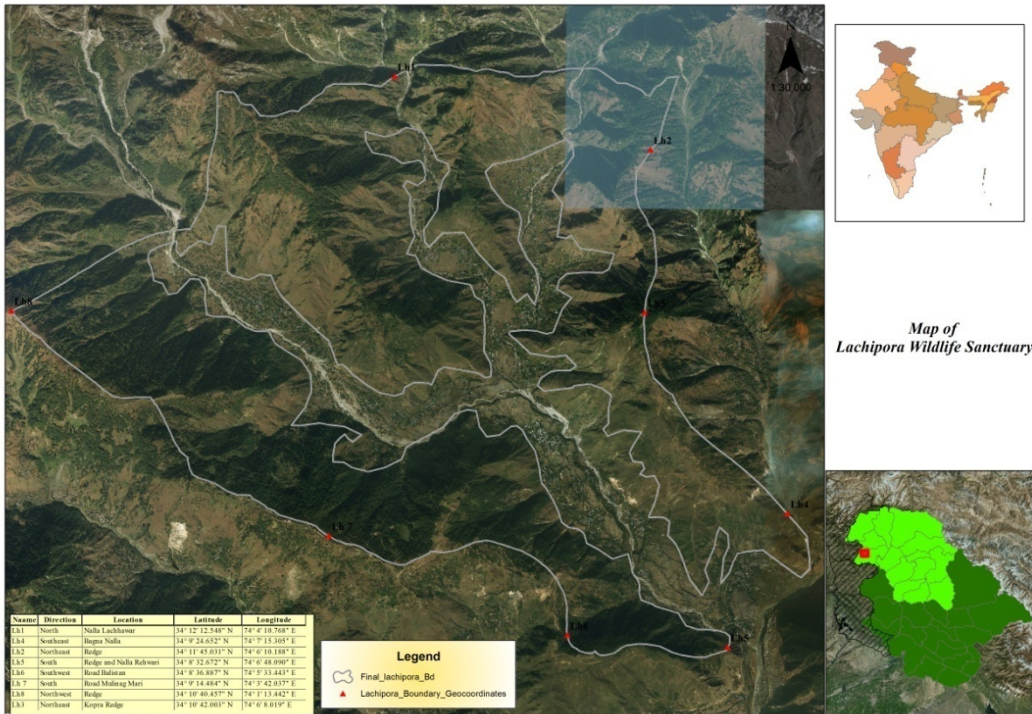 Lh1
N
1:30,000
Lh2
Lh8
Lh3
Lh4
Lh 7
Lh6
Lh5
Map of
Lachipora Wildlife Sanctuary
Naame Direction Location Latitude Longitude
Lh1 North Nalla Lachhawar 34° 12' 12.548" N 74° 4' 10.768" E
Lh4 Southeast Bagna Nalla 34° 9' 24.652" N 74° 7' 15.305" E
Lh2 Northeast Redge 34° 11' 45.031" N 74° 6' 10.188" E
Lh5 South Redge and Nalla Rehwari 34° 8' 32.672" N 74° 6' 48.090" E
Lh6 Southwest Road Balistan 34° 8' 36.887" N 74° 5' 33.443" E
Lh 7 South Road Mulinag Mari 34° 9' 14.484" N 74° 3' 42.037" E
Lh8 Northwest Redge 34° 10' 40.457" N 74° 1' 13.442" E
Lh3 Northeast Kopra Redge 34° 10' 42.003" N 74° 6' 8.019" E
Legend
Final_lachipora_Bd
Lachipora_Boundary_Geocoordinates